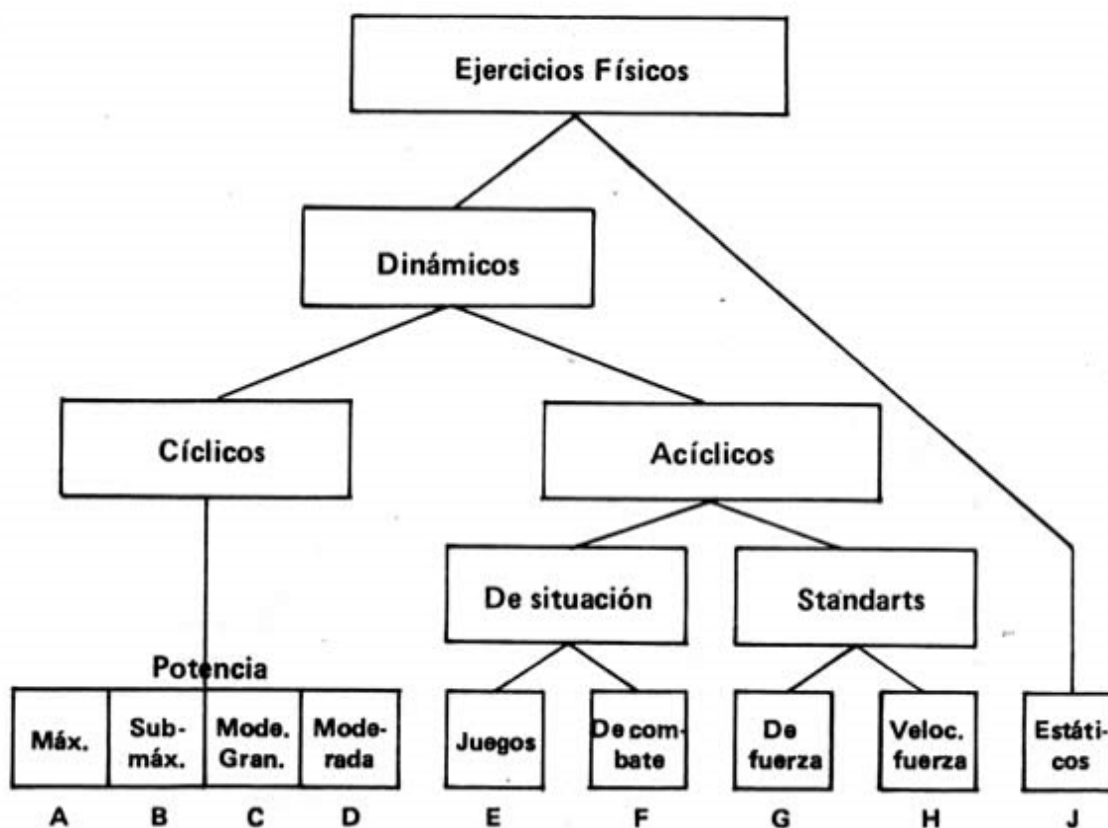 Ejercicios Físicos
Dinámicos
Cíclicos
Acíclicos
De situación
Standarts
Potencia
Máx.
Sub-
máx.
Mode.
Gran.
Mode-
rada
Juegos
De com-
bate
De
fuerza
Veloc.
fuerza
Estáti-
cos
A B C D E F G H J